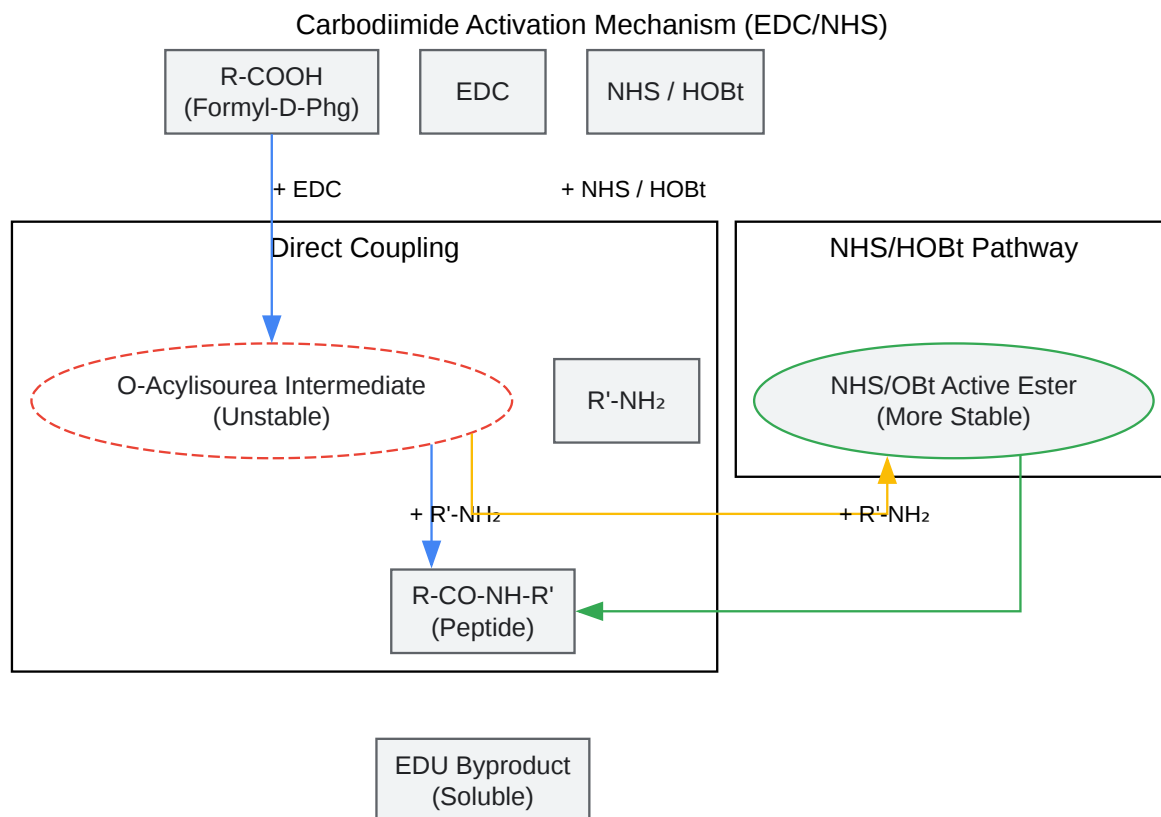 Carbodiimide Activation Mechanism (EDC/NHS)
R-COOH
(Formyl-D-Phg)
EDC
NHS / HOBt
+ EDC
+ NHS / HOBt
Direct Coupling
NHS/HOBt Pathway
O-Acylisourea Intermediate
(Unstable)
R'-NH₂
NHS/OBt Active Ester
(More Stable)
+ R'-NH₂
+ R'-NH₂
R-CO-NH-R'
(Peptide)
EDU Byproduct
(Soluble)